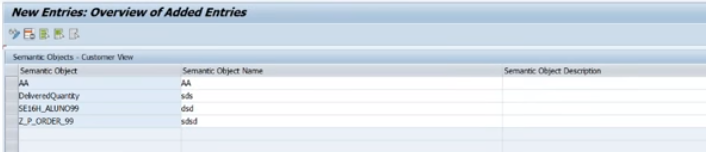 New Entries: Overview of Added Entries
Semantic Objects - Customer View
Semantic Object Semantic Object Name Semantic Object Description
AA AA
DeliveredQuantity sds
SE16H_ALUNO99 dsd
Z_P_ORDER_99 sdsd